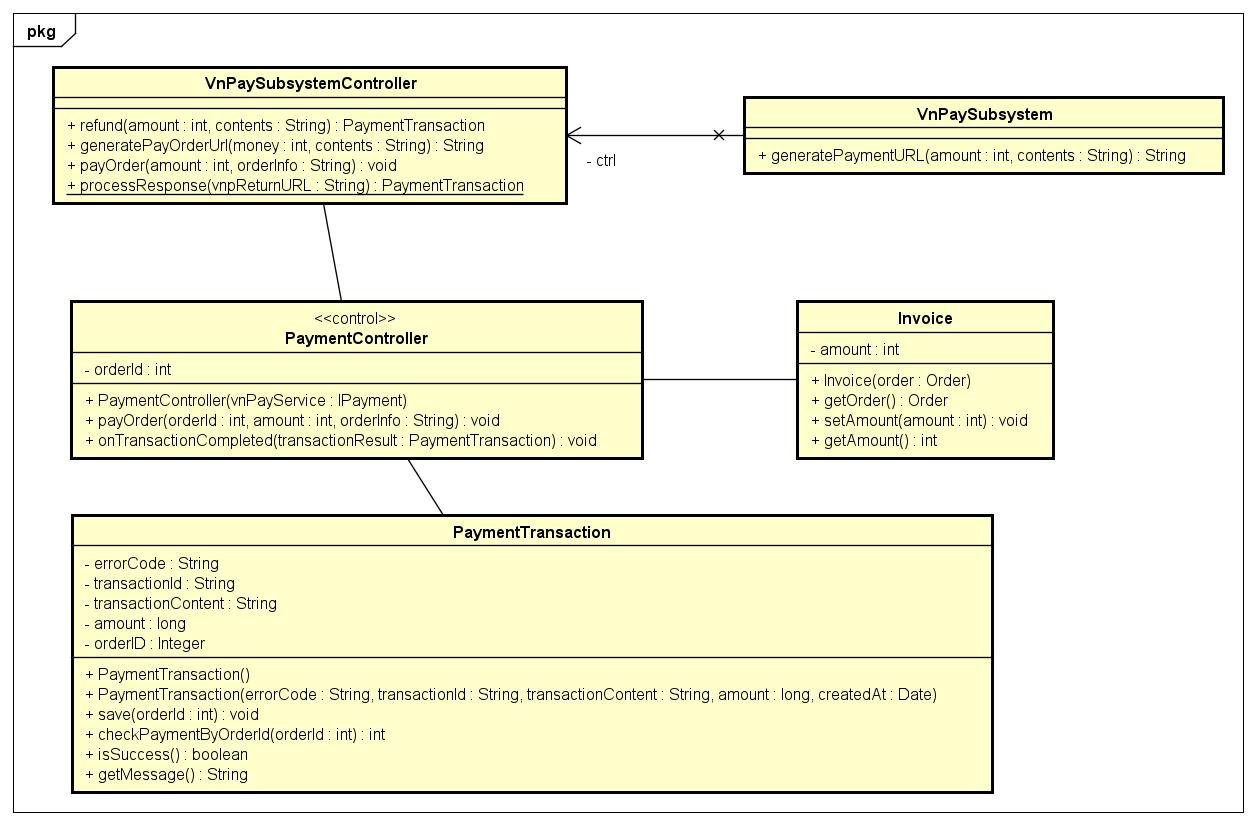 pkg
VnPaySubsystemController
+ refund(amount : int, contents : String) : PaymentTransaction
+ generatePayOrderUrl(money : int, contents : String) : String
+ payOrder(amount : int, orderInfo : String) : void
+ processResponse(vnpReturnURL : String) : PaymentTransaction
- ctrl
VnPaySubsystem
+ generatePaymentURL(amount : int, contents : String) : String
<<control>>
PaymentController
- orderId : int
+ PaymentController(vnPayService : IPayment)
+ payOrder(orderId : int, amount : int, orderInfo : String) : void
+ onTransactionCompleted(transactionResult : PaymentTransaction) : void
Invoice
- amount : int
+ Invoice(order : Order)
+ getOrder() : Order
+ setAmount(amount : int) : void
+ getAmount() : int
PaymentTransaction
- errorCode : String
- transactionId : String
- transactionContent : String
- amount : long
- orderID : Integer
+ PaymentTransaction()
+ PaymentTransaction(errorCode : String, transactionId : String, transactionContent : String, amount : long, createdAt : Date)
+ save(orderId : int) : void
+ checkPaymentByOrderId(orderId : int) : int
+ isSuccess() : boolean
+ getMessage() : String